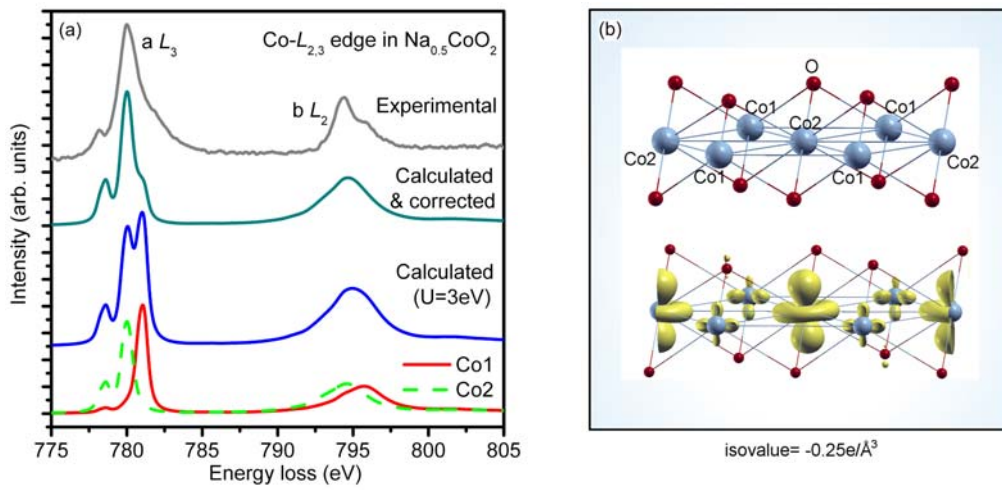 (a)
a L₃
Co-L₂,₃ edge in Na₀.₅CoO₂
Experimental
b L₂
Calculated
& corrected
Calculated
(U=3eV)
Co1
Co2
Intensity (arb. units)
775 780 785 790 795 800 805
Energy loss (eV)
(b)
O
Co1
Co1
Co2
Co2
Co2
Co1
Co1
isovalue= -0.25e/Å³